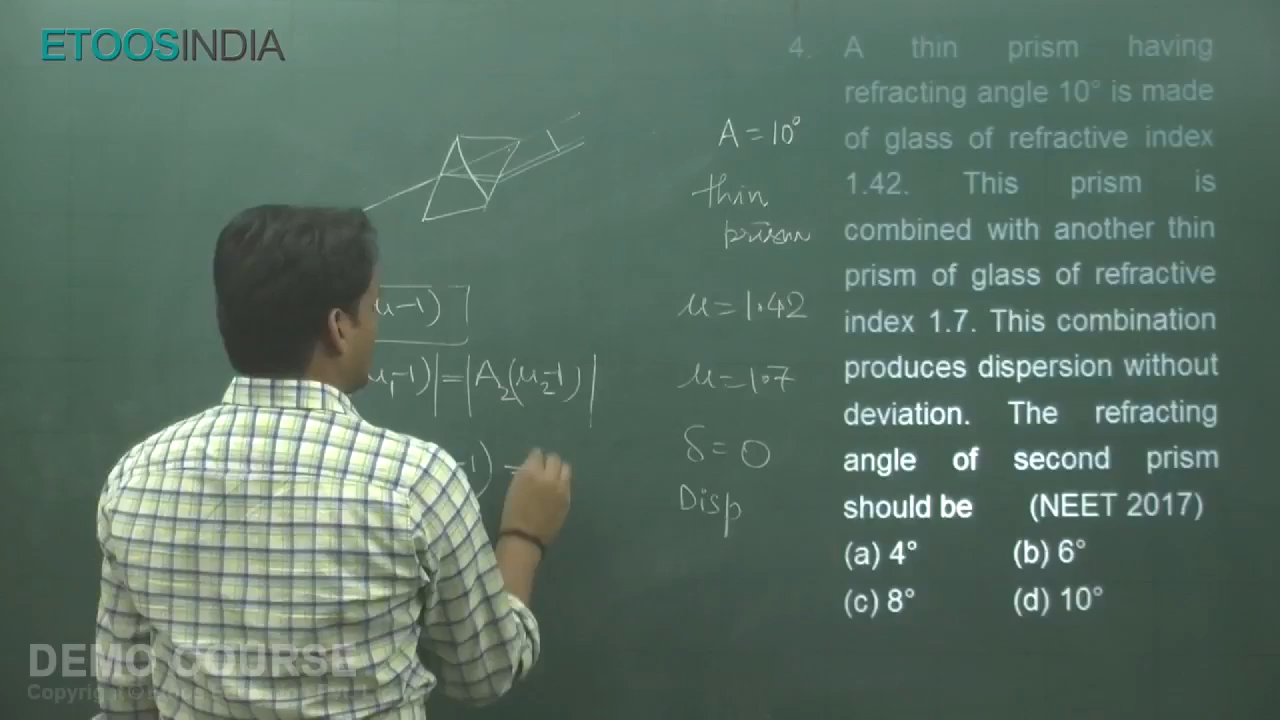 ETOOSINDIA
4. A thin prism having
refracting angle 10° is made
of glass of refractive index
1.42. This prism is
combined with another thin
prism of glass of refractive
index 1.7. This combination
produces dispersion without
deviation. The refracting
angle of second prism
should be (NEET 2017)
(a) 4° (b) 6°
(c) 8° (d) 10°
A = 10°
thin
prism
μ = 1.42
μ = 1.7
δ = 0
Disp
μ-1)
μ₁-1)| = |A₂(μ₂-1)|
-1) =
DEMO COURSE